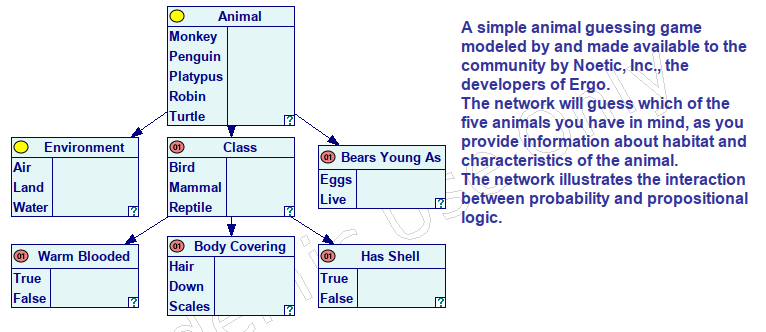 Animal
Monkey
Penguin
Platypus
Robin
Turtle
?
A simple animal guessing game
modeled by and made available to the
community by Noetic, Inc., the
developers of Ergo.
The network will guess which of the
five animals you have in mind, as you
provide information about habitat and
characteristics of the animal.
The network illustrates the interaction
between probability and propositional
logic.
Environment
Air
Land
Water
?
01 Class
Bird
Mammal
Reptile
?
01 Bears Young As
Eggs
Live
?
01 Warm Blooded
True
False
?
01 Body Covering
Hair
Down
Scales
?
01 Has Shell
True
False
?